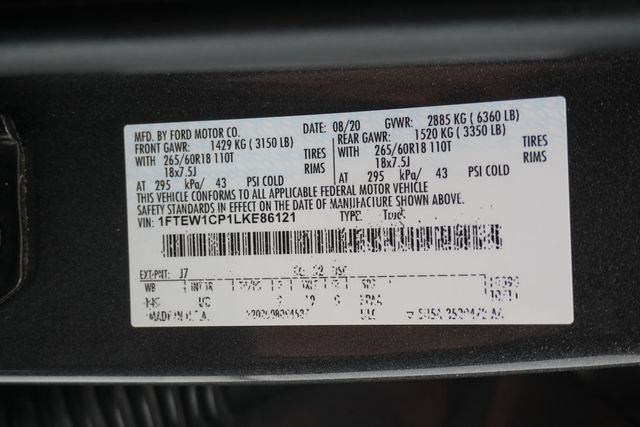 MFD. BY FORD MOTOR CO.
DATE: 08/20 GVWR: 2885 KG ( 6360 LB)
FRONT GAWR: 1429 KG ( 3150 LB) REAR GAWR: 1520 KG ( 3350 LB)
WITH 265/60R18 110T TIRES WITH 265/60R18 110T TIRES
18x7.5J RIMS 18x7.5J RIMS
AT 295 kPa/ 43 PSI COLD AT 295 kPa/ 43 PSI COLD
THIS VEHICLE CONFORMS TO ALL APPLICABLE FEDERAL MOTOR VEHICLE
SAFETY STANDARDS IN EFFECT ON THE DATE OF MANUFACTURE SHOWN ABOVE.
VIN: 1FTEW1CP1LKE86121 TYPE: Truck
EXT-PNT: J7
WB
MADE IN U.S.A.